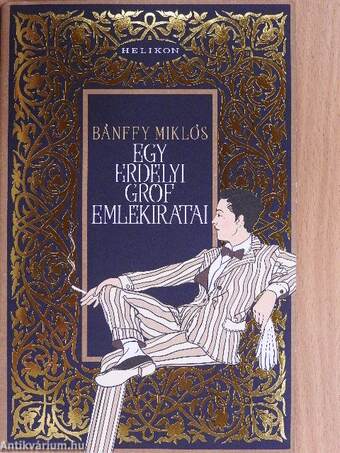 HELIKON
BÁNFFY MIKLÓS
EGY
ERDÉLYI
GRÓF
EMLÉKIRATAI
Antikvárium.hu